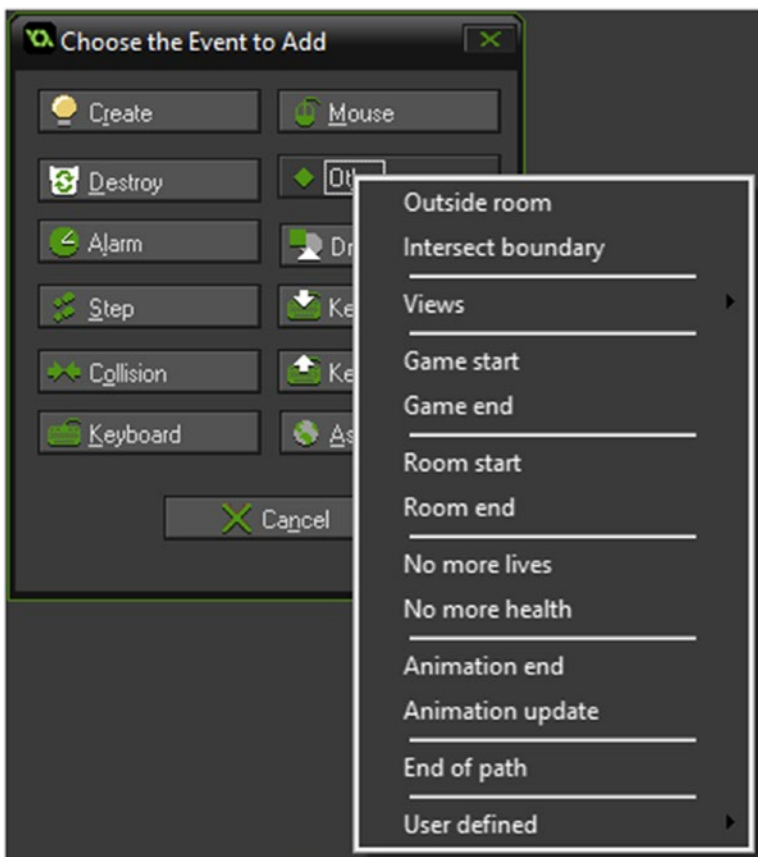 Choose the Event to Add
Create
Mouse
Destroy
Alarm
Step
Collision
Keyboard
Cancel
Outside room
Intersect boundary
Views
Game start
Game end
Room start
Room end
No more lives
No more health
Animation end
Animation update
End of path
User defined